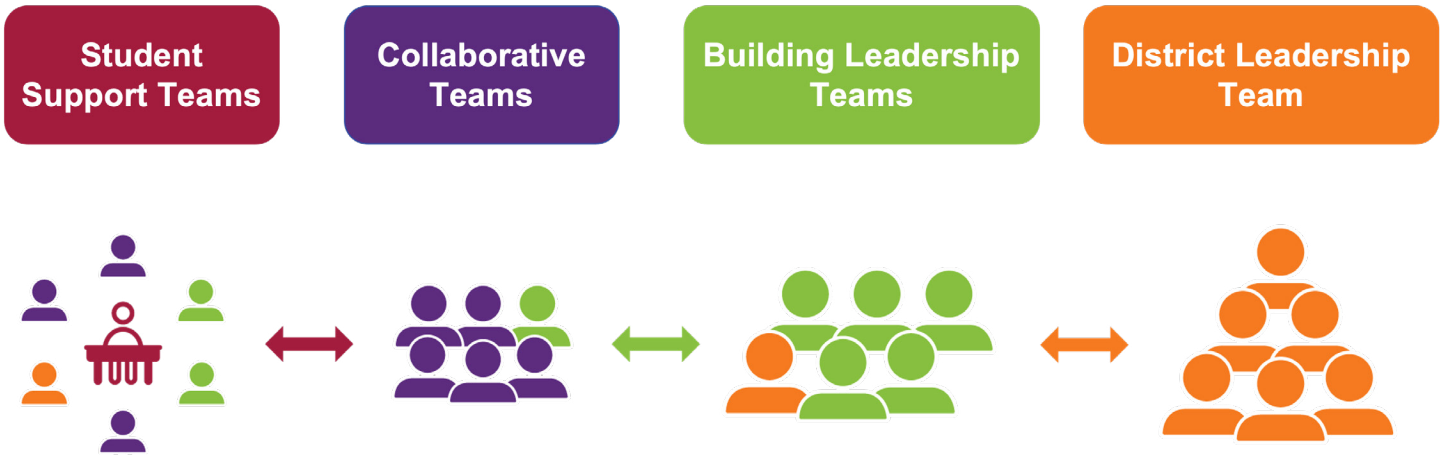 Student
Support Teams
Collaborative
Teams
Building Leadership
Teams
District Leadership
Team